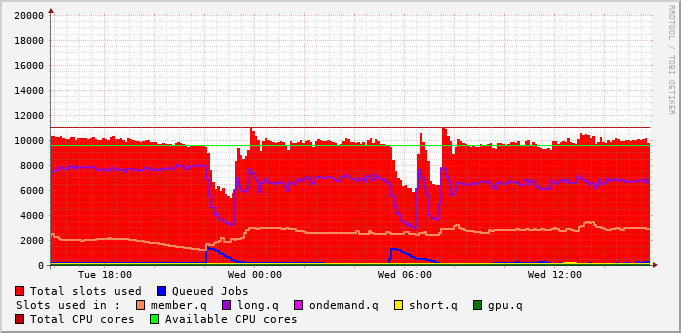 20000
18000
16000
14000
12000
10000
8000
6000
4000
2000
0
Tue 18:00 Wed 00:00 Wed 06:00 Wed 12:00
RRDTOOL / TOBI OETIKER
Total slots used Queued Jobs
Slots used in : member.q long.q ondemand.q short.q gpu.q
Total CPU cores Available CPU cores